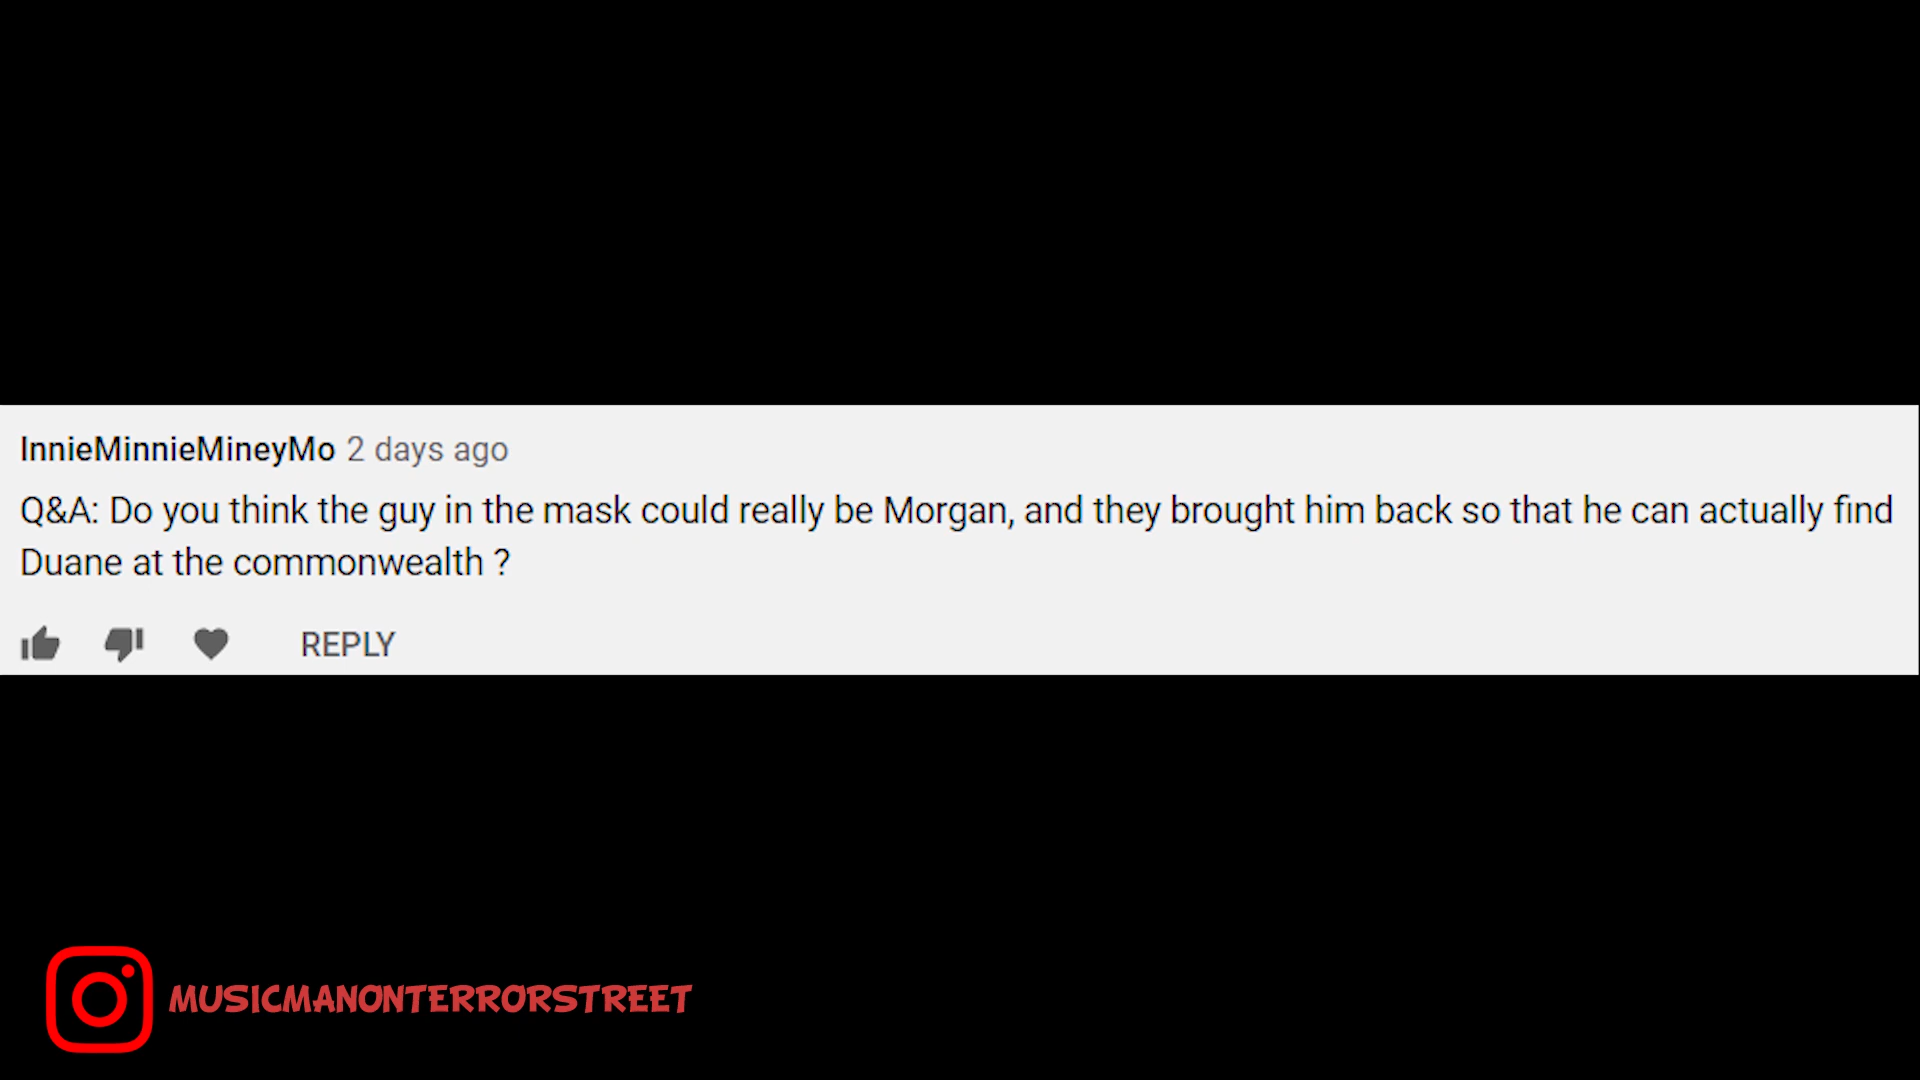 InnieMinnieMineyMo 2 days ago
Q&A: Do you think the guy in the mask could really be Morgan, and they brought him back so that he can actually find
Duane at the commonwealth ?
REPLY
MUSICMANONTERRORSTREET